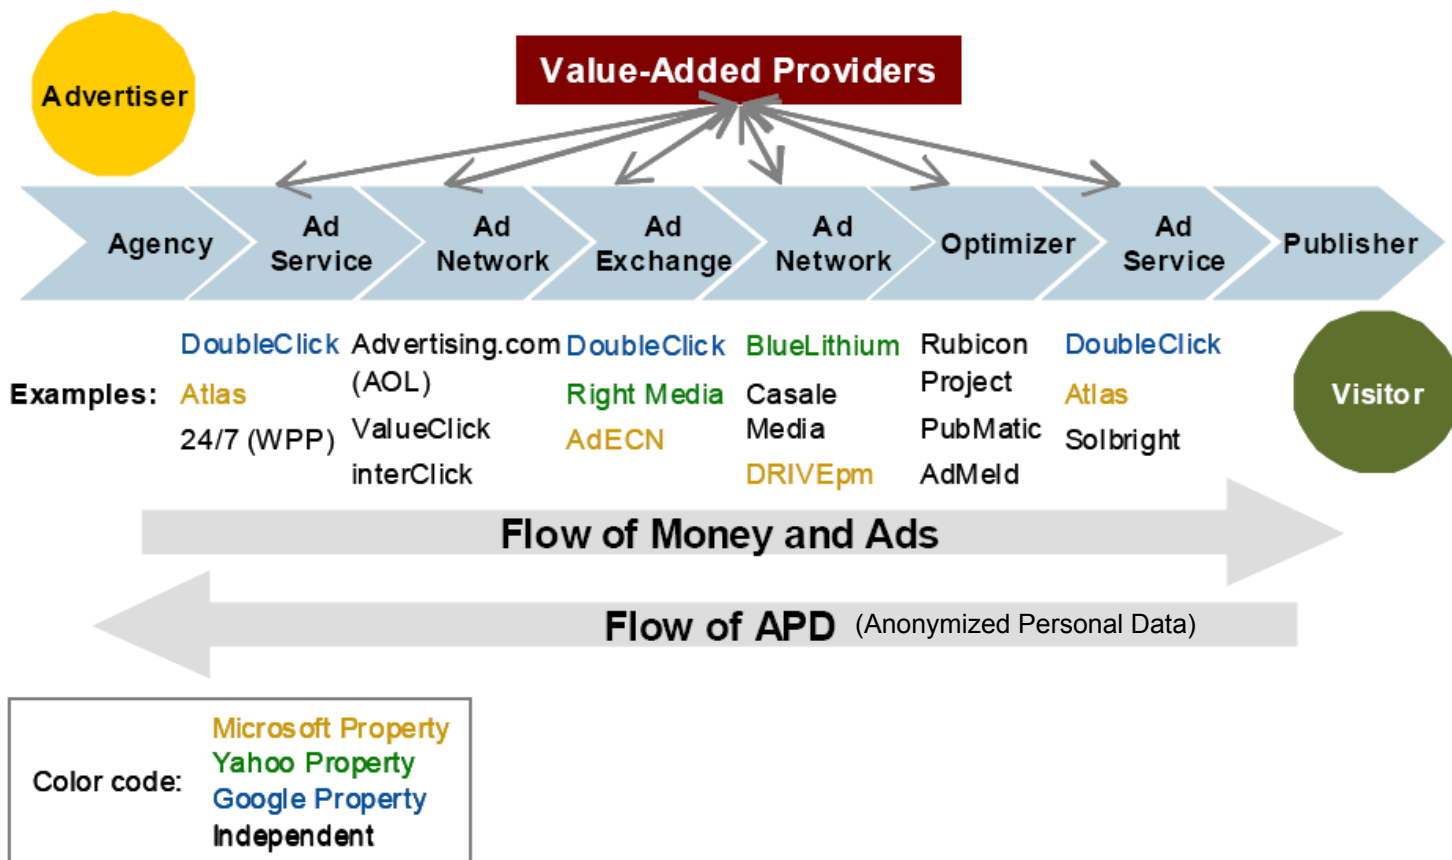 Advertiser
Value-Added Providers
Agency
Ad
Service
Ad
Network
Ad
Exchange
Ad
Network
Optimizer
Ad
Service
Publisher
Examples:
DoubleClick
Atlas
24/7 (WPP)
Advertising.com
(AOL)
ValueClick
interClick
DoubleClick
Right Media
AdECN
BlueLithium
Casale
Media
DRIVEpm
Rubicon
Project
PubMatic
AdMeld
DoubleClick
Atlas
Solbright
Visitor
Flow of Money and Ads
Flow of APD (Anonymized Personal Data)
Color code:
Microsoft Property
Yahoo Property
Google Property
Independent